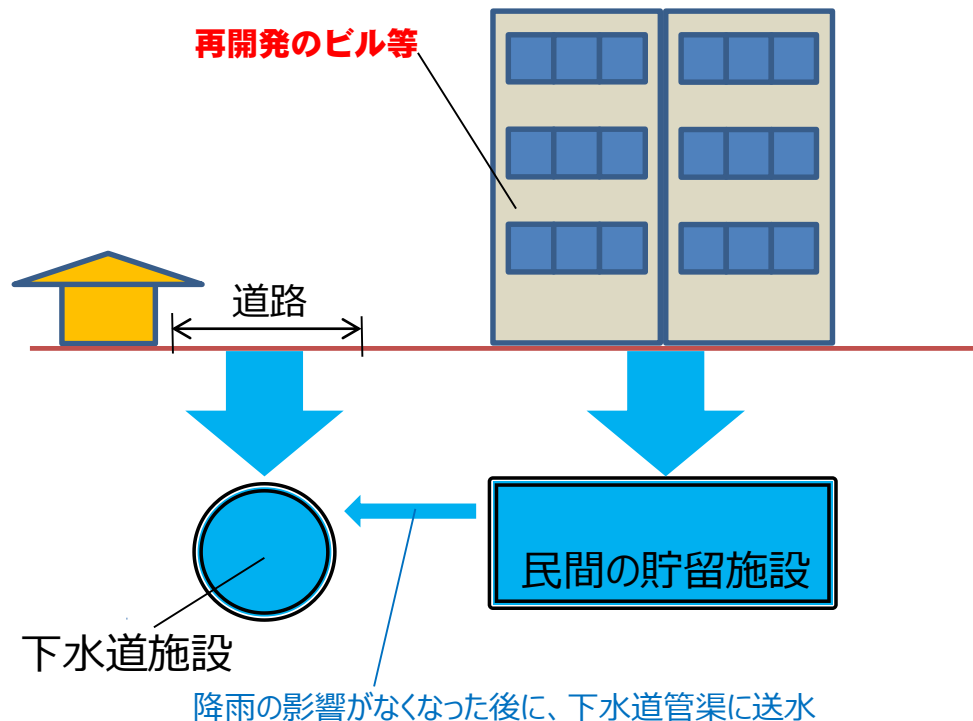 再開発のビル等
道路
民間の貯留施設
下水道施設
降雨の影響がなくなった後に、下水道管渠に送水